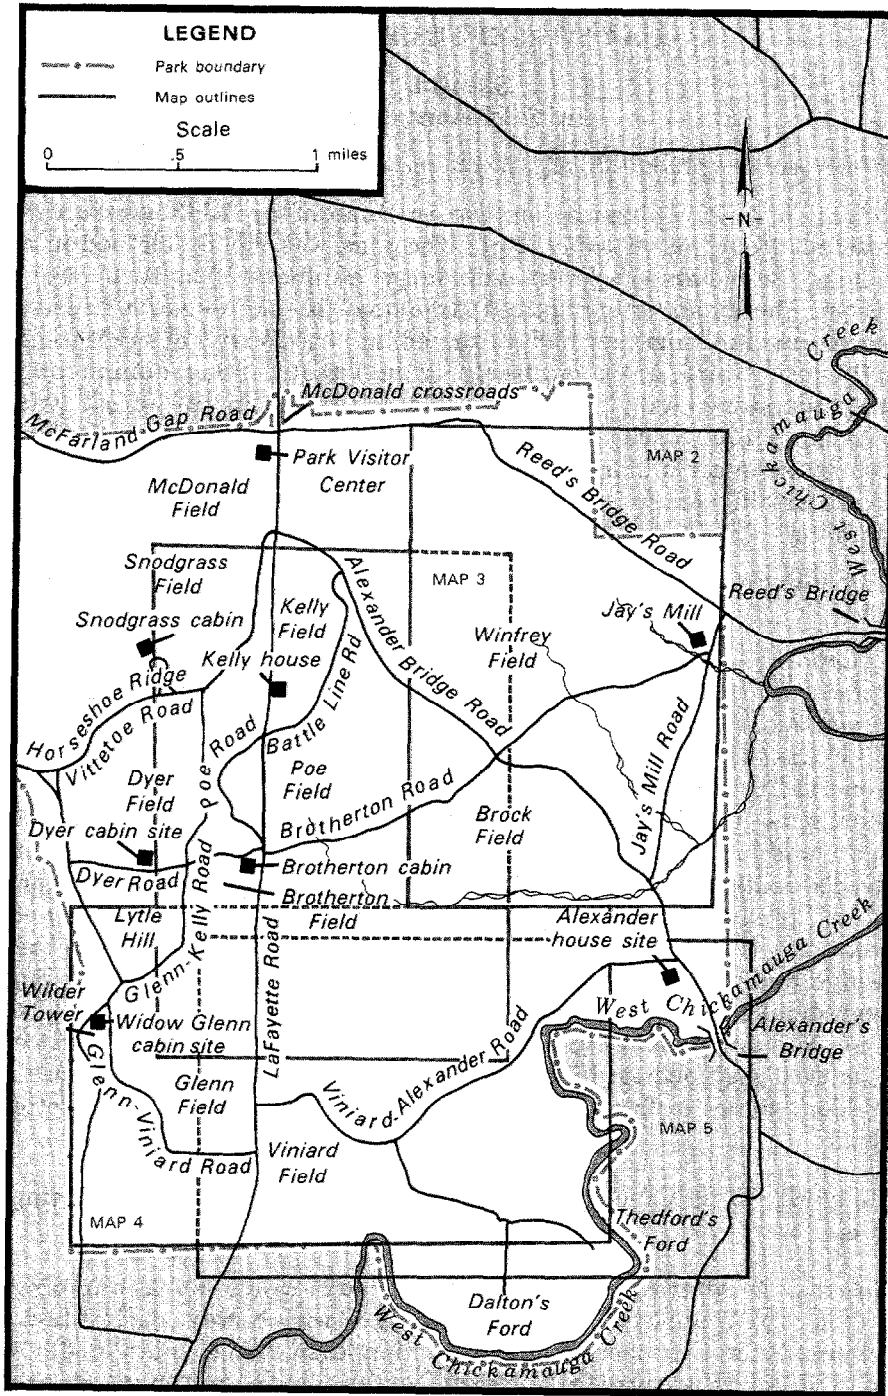 LEGEND
Park boundary
Map outlines
Scale
0 .5 1 miles
-N-
West Chickamauga Creek
McDonald crossroads
McFarland Gap Road
MAP 2
Park Visitor
Center
Reed's Bridge Road
McDonald
Field
Snodgrass
Field
MAP 3
Alexander Bridge Road
Reed's Bridge
Jay's Mill
Kelly
Field
Snodgrass cabin
Winfrey
Field
Kelly house
Battle Line Rd
Horseshoe Ridge
Vittetoe Road
Poe Road
Jay's Mill Road
Dyer
Field
Poe
Field
Brotherton Road
Brock
Field
Dyer cabin site
Brotherton cabin
Dyer Road
Glenn-Kelly Road
Brotherton
Field
Lytle
Hill
Alexander
house site
West Chickamauga Creek
LaFayette Road
Wilder
Tower
Widow Glenn
cabin site
Alexander's
Bridge
Glenn-Viniard Road
Glenn
Field
Viniard-Alexander Road
MAP 5
Viniard
Field
MAP 4
Thedford's
Ford
Dalton's
Ford
West Chickamauga Creek